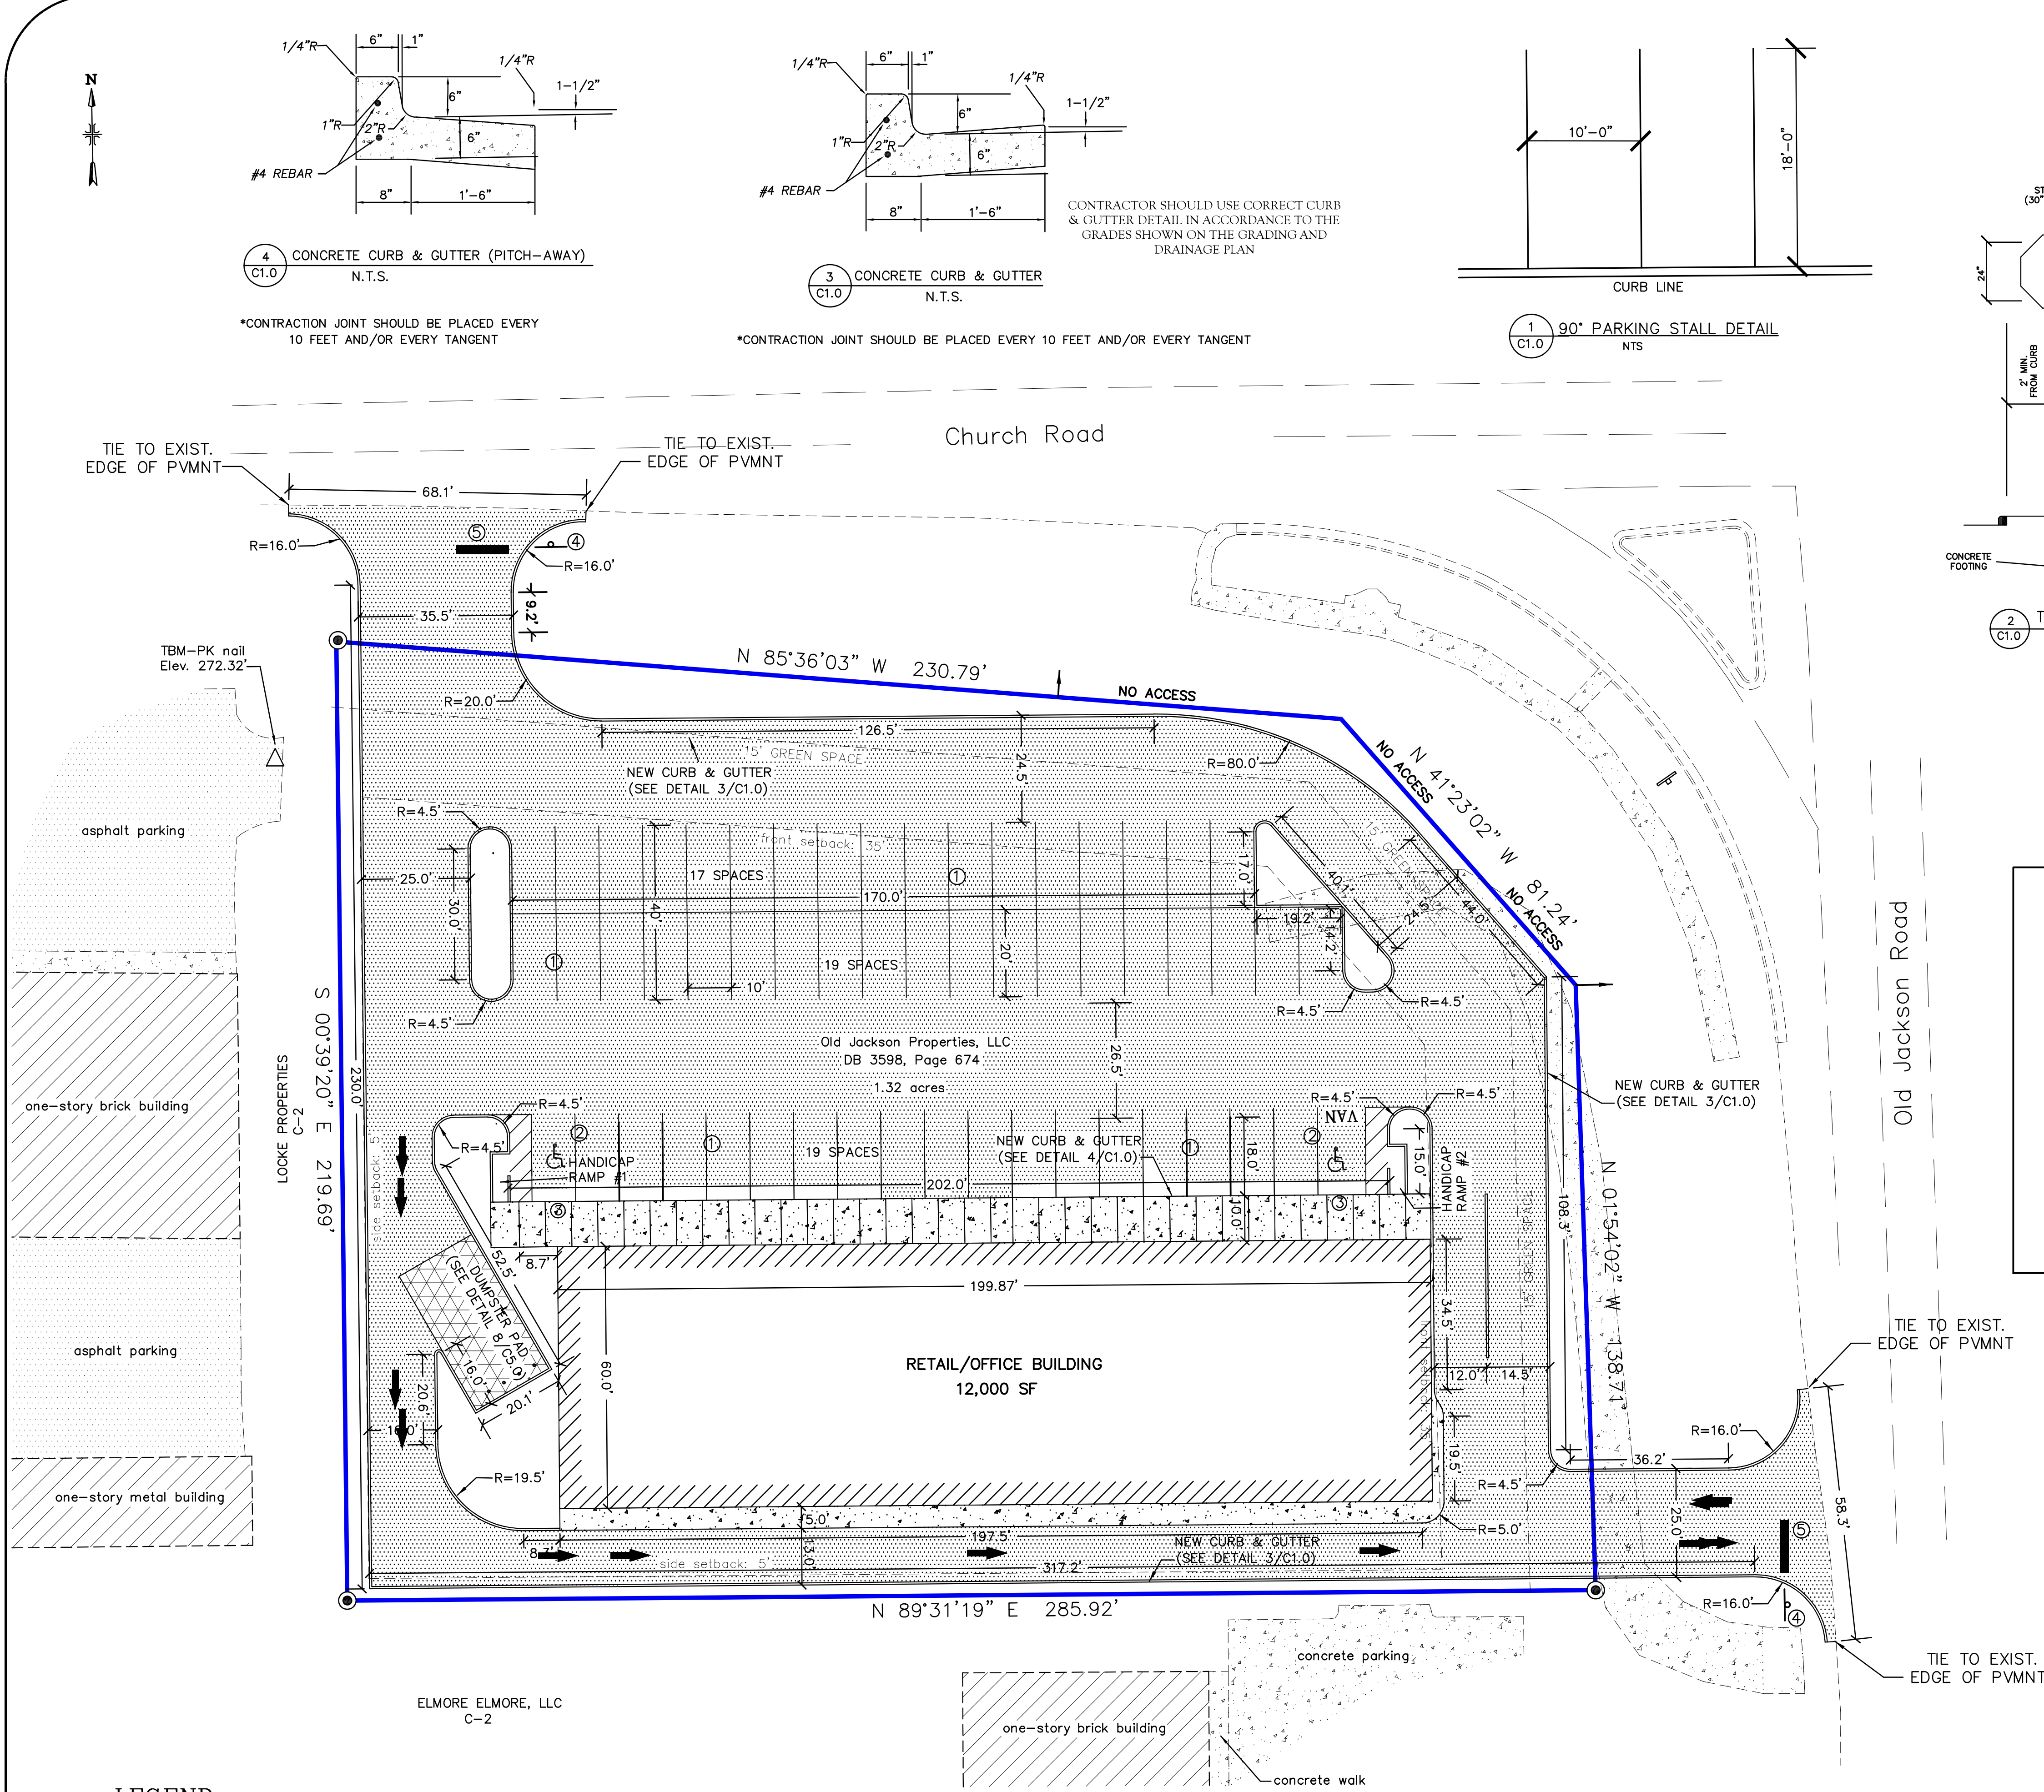 N
1/4"R
6"
1"
1/4"R
1-1/2"
6"
1"R
2"R
6"
#4 REBAR
8"
1'-6"
4
C1.0
CONCRETE CURB & GUTTER (PITCH-AWAY)
N.T.S.
*CONTRACTION JOINT SHOULD BE PLACED EVERY
10 FEET AND/OR EVERY TANGENT
1/4"R
6"
1"
1/4"R
1-1/2"
6"
1"R
2"R
6"
#4 REBAR
8"
1'-6"
CONTRACTOR SHOULD USE CORRECT CURB
& GUTTER DETAIL IN ACCORDANCE TO THE
GRADES SHOWN ON THE GRADING AND
DRAINAGE PLAN
3
C1.0
CONCRETE CURB & GUTTER
N.T.S.
*CONTRACTION JOINT SHOULD BE PLACED EVERY 10 FEET AND/OR EVERY TANGENT
10'-0"
18'-0"
CURB LINE
1
C1.0
90° PARKING STALL DETAIL
NTS
ST
(30"
24"
2' MIN.
FROM CURB
CONCRETE
FOOTING
2
C1.0
T
Church Road
TIE TO EXIST.
EDGE OF PVMNT
TIE TO EXIST.
EDGE OF PVMNT
68.1'
5
4
R=16.0'
R=16.0'
35.5'
9.2'
TBM-PK nail
Elev. 272.32'
N 85°36'03" W 230.79'
NO ACCESS
R=20.0'
126.5'
15' GREEN SPACE
24.5'
R=80.0'
NO ACCESS
N 41°23'02" W 81.24'
NO ACCESS
NEW CURB & GUTTER
(SEE DETAIL 3/C1.0)
R=4.5'
asphalt parking
front setback: 35'
15' GREEN SPACE
17.0'
40.1'
24.5'
44.0'
25.0'
17 SPACES
1
30.0'
40'
170.0'
19.2'
14.2'
20'
1
19 SPACES
10'
R=4.5'
R=4.5'
R=4.5'
Old Jackson Road
LOCKE PROPERTIES
C-2
S 00°39'20" E 219.69'
230.0'
Old Jackson Properties, LLC
DB 3598, Page 674
1.32 acres
26.5'
NEW CURB & GUTTER
(SEE DETAIL 3/C1.0)
one-story brick building
side setback: 5'
R=4.5'
R=4.5'
R=4.5'
VAN
R=4.5'
2
1
1
2
HANDICAP
RAMP #1
19 SPACES
NEW CURB & GUTTER
(SEE DETAIL 4/C1.0)
18.0'
15.0'
HANDICAP
RAMP #2
202.0'
3
3
10.0'
108.3'
15' GREEN SPACE
N 01°54'02" W 138.71'
8.7'
52.5'
DUMPSTER PAD
(SEE DETAIL 8/C5.0)
199.87'
34.5'
front setback: 35'
60.0'
RETAIL/OFFICE BUILDING
12,000 SF
asphalt parking
16.0'
20.6'
20.1'
12.0'
14.5'
TIE TO EXIST.
EDGE OF PVMNT
R=16.0'
36.2'
58.3'
19.5'
R=19.5'
R=4.5'
25.0'
5
one-story metal building
5.0'
R=5.0'
197.5'
13.0'
NEW CURB & GUTTER
(SEE DETAIL 3/C1.0)
side setback: 5'
317.2'
R=16.0'
4
N 89°31'19" E 285.92'
TIE TO EXIST.
EDGE OF PVMNT
concrete parking
ELMORE ELMORE, LLC
C-2
one-story brick building
concrete walk
LEGEND